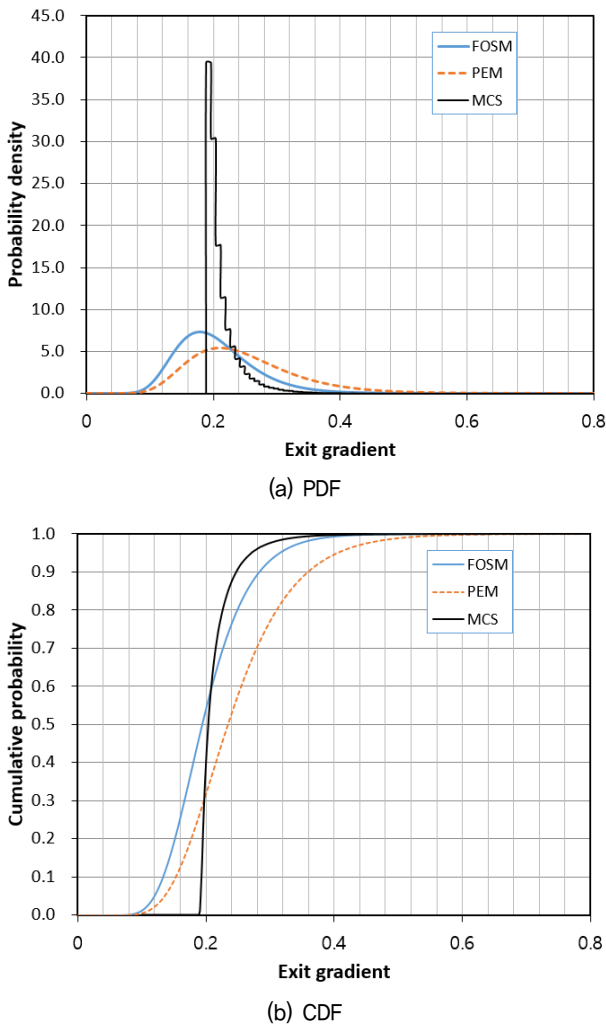 45.0
40.0
35.0
30.0
25.0
20.0
15.0
10.0
5.0
0.0
Probability density
FOSM
PEM
MCS
0 0.2 0.4 0.6 0.8
Exit gradient
(a) PDF
1.0
0.9
0.8
0.7
0.6
0.5
0.4
0.3
0.2
0.1
0.0
Cumulative probability
FOSM
PEM
MCS
0 0.2 0.4 0.6 0.8
Exit gradient
(b) CDF